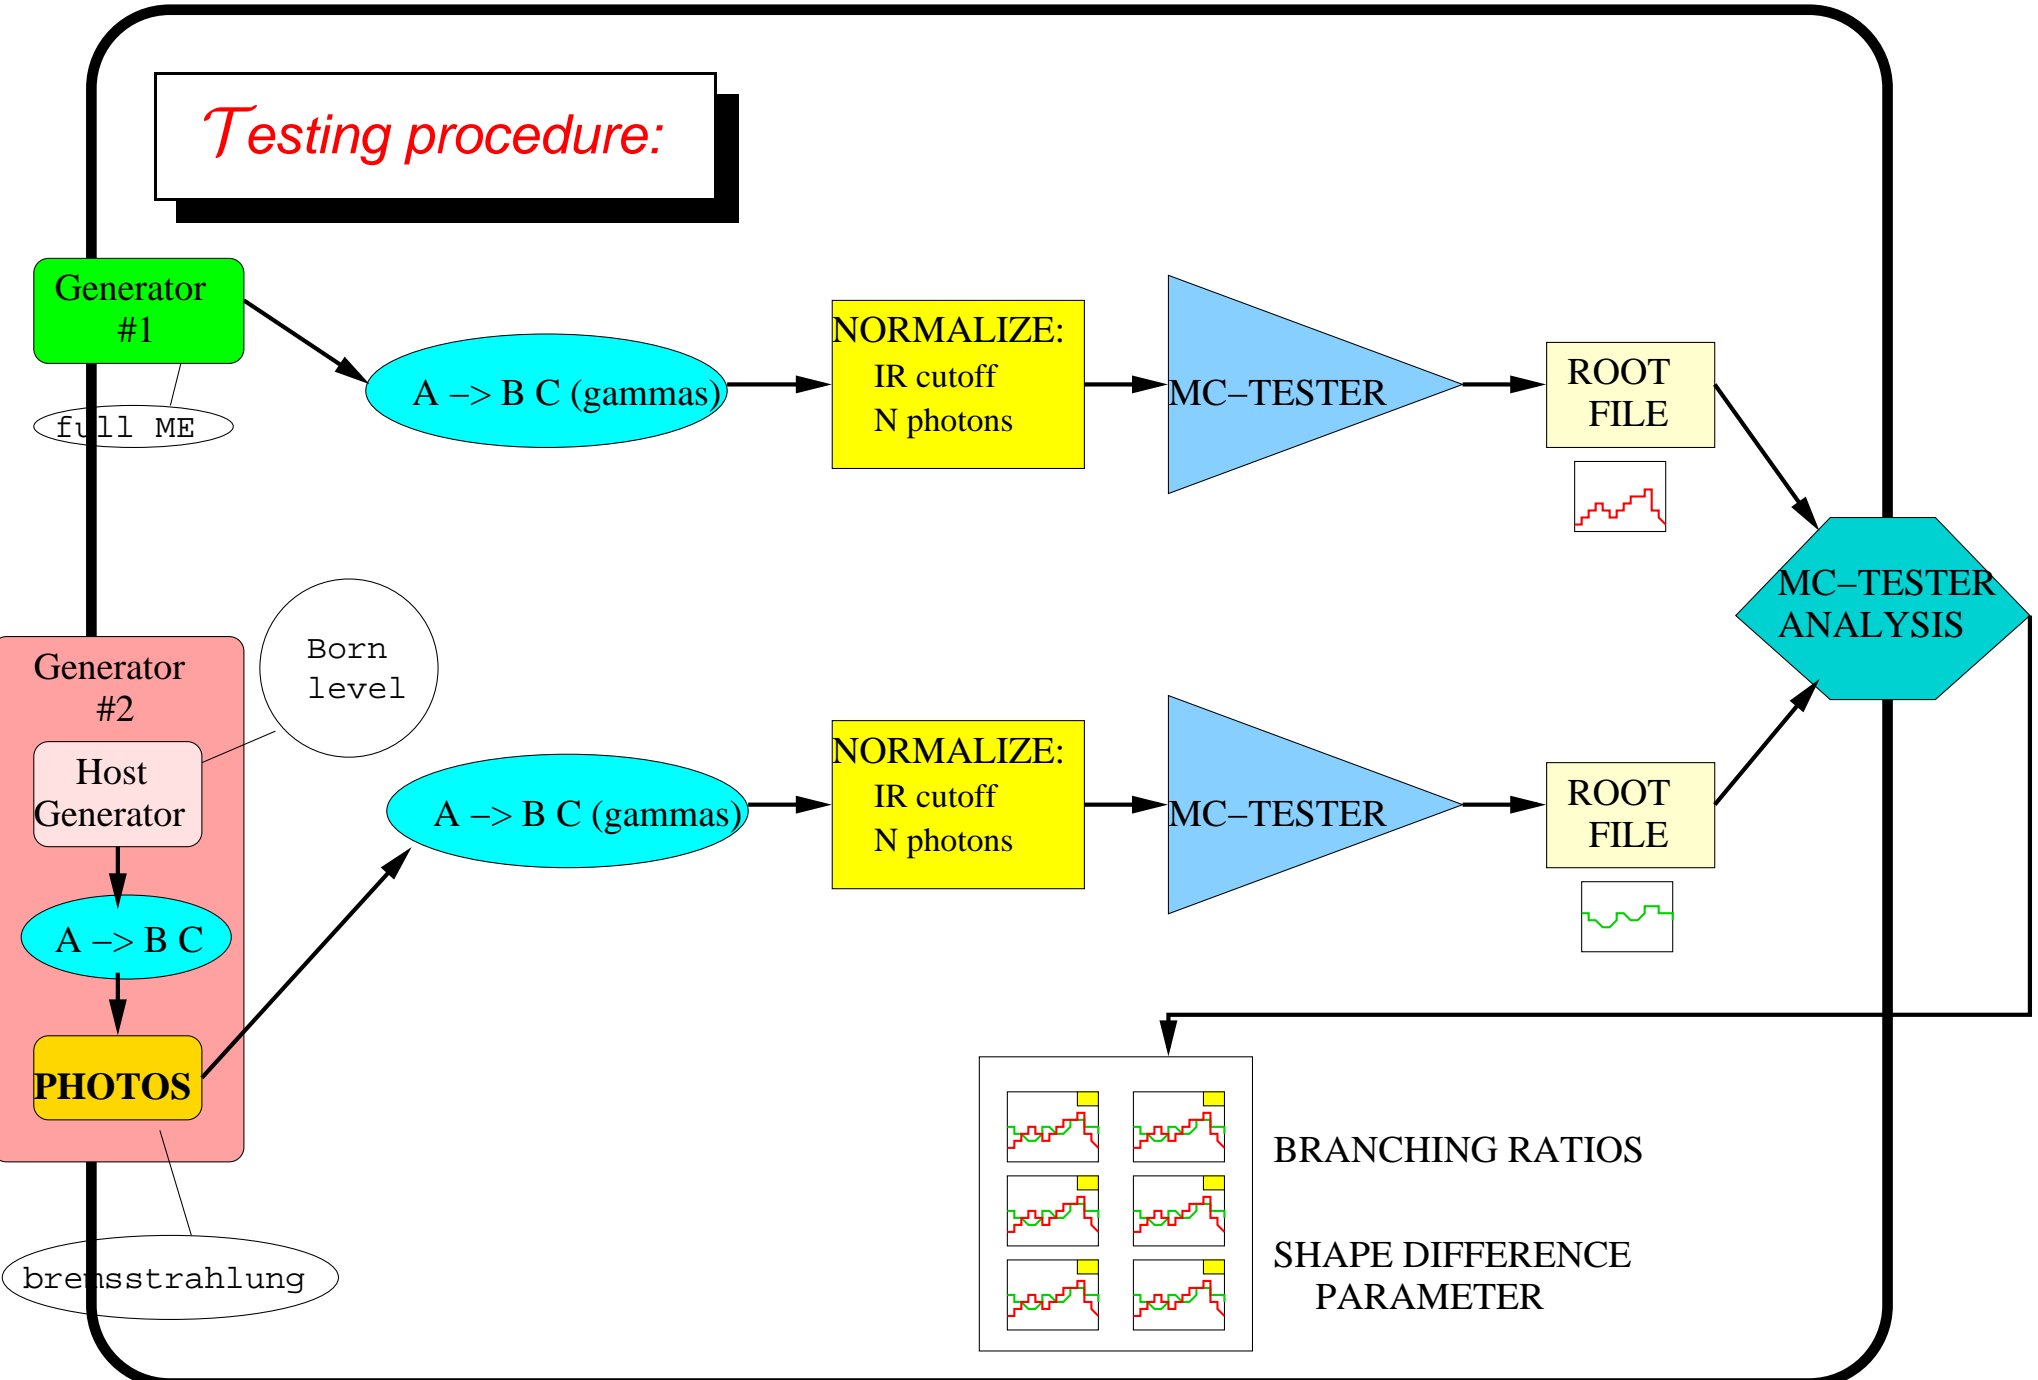 Testing procedure:
Generator
#1
full ME
A −> B C (gammas)
NORMALIZE:
IR cutoff
N photons
MC−TESTER
ROOT
FILE
MC−TESTER
ANALYSIS
Generator
#2
Born
level
Host
Generator
A −> B C
PHOTOS
bremsstrahlung
A −> B C (gammas)
NORMALIZE:
IR cutoff
N photons
MC−TESTER
ROOT
FILE
BRANCHING RATIOS
SHAPE DIFFERENCE
PARAMETER